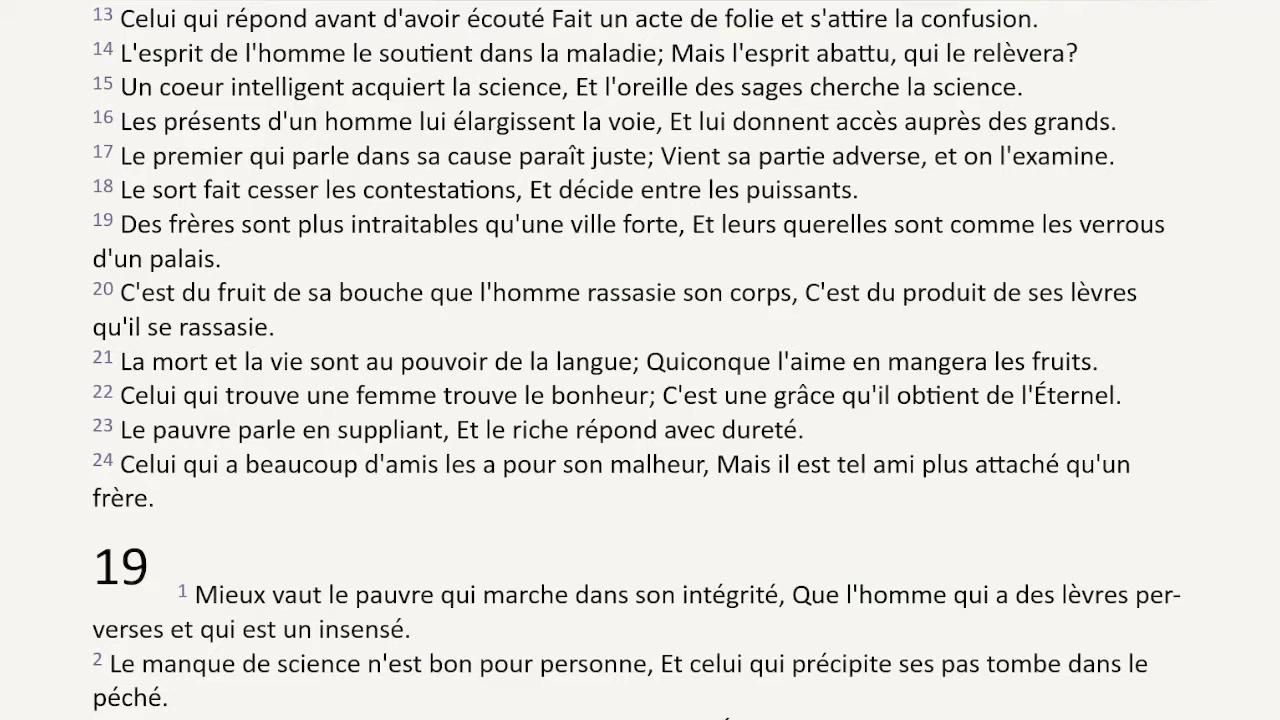 13 Celui qui répond avant d'avoir écouté Fait un acte de folie et s'attire la confusion.
14 L'esprit de l'homme le soutient dans la maladie; Mais l'esprit abattu, qui le relèvera?
15 Un coeur intelligent acquiert la science, Et l'oreille des sages cherche la science.
16 Les présents d'un homme lui élargissent la voie, Et lui donnent accès auprès des grands.
17 Le premier qui parle dans sa cause paraît juste; Vient sa partie adverse, et on l'examine.
18 Le sort fait cesser les contestations, Et décide entre les puissants.
19 Des frères sont plus intraitables qu'une ville forte, Et leurs querelles sont comme les verrous
d'un palais.
20 C'est du fruit de sa bouche que l'homme rassasie son corps, C'est du produit de ses lèvres
qu'il se rassasie.
21 La mort et la vie sont au pouvoir de la langue; Quiconque l'aime en mangera les fruits.
22 Celui qui trouve une femme trouve le bonheur; C'est une grâce qu'il obtient de l'Éternel.
23 Le pauvre parle en suppliant, Et le riche répond avec dureté.
24 Celui qui a beaucoup d'amis les a pour son malheur, Mais il est tel ami plus attaché qu'un
frère.
19
1 Mieux vaut le pauvre qui marche dans son intégrité, Que l'homme qui a des lèvres per-
verses et qui est un insensé.
2 Le manque de science n'est bon pour personne, Et celui qui précipite ses pas tombe dans le
péché.